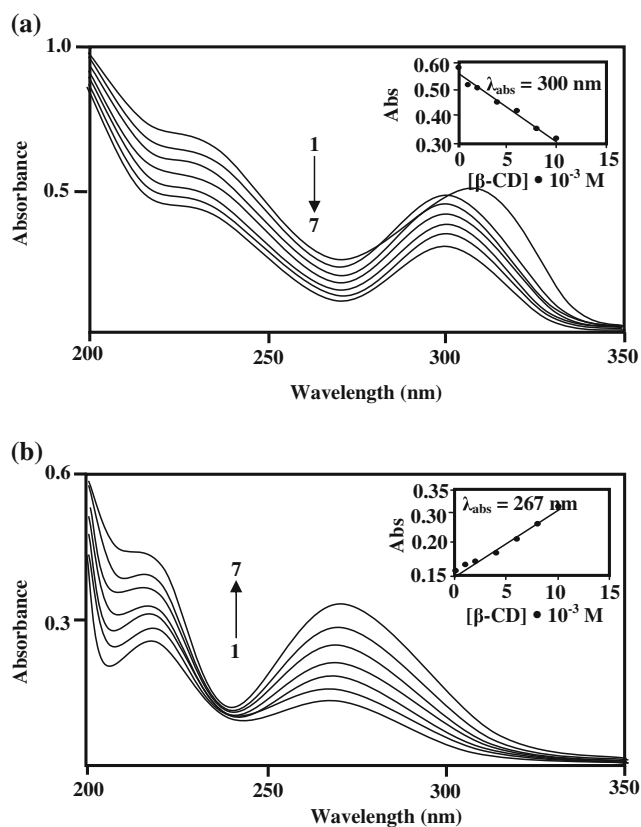 (a)
1.0
0.5
Absorbance
1
7
200
250
300
350
Wavelength (nm)
0.60
0.50
0.40
0.30
Abs
λabs = 300 nm
0
5
10
15
[β-CD] • 10-3 M
(b)
0.6
0.3
Absorbance
7
1
200
250
300
350
Wavelength (nm)
0.35
0.30
0.20
0.15
Abs
λabs = 267 nm
0
5
10
15
[β-CD] • 10-3 M